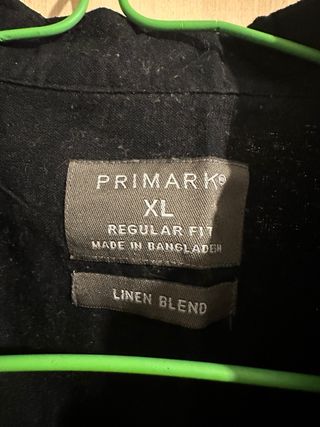 PRIMARK®
XL
REGULAR FIT
MADE IN BANGLADESH
LINEN BLEND